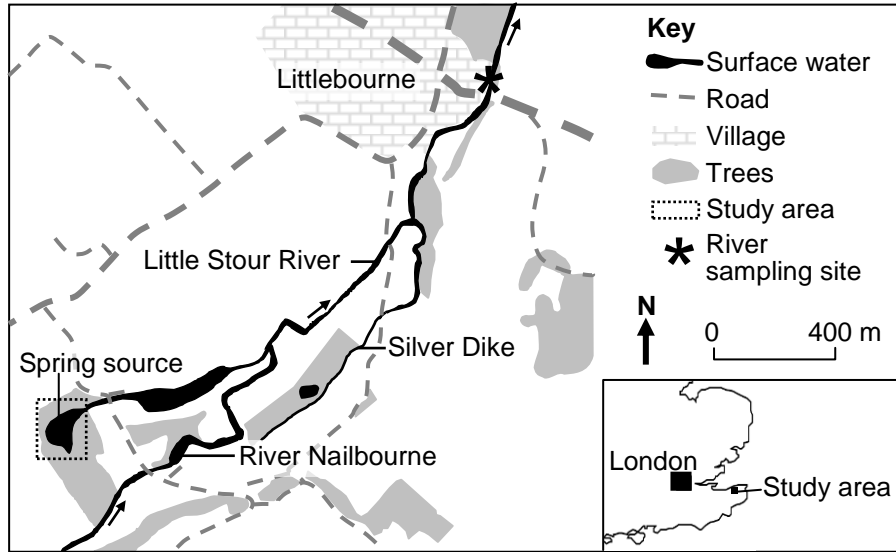 Littlebourne
Little Stour River
Spring source
Silver Dike
River Nailbourne
Key
Surface water
Road
Village
Trees
Study area
River
sampling site
N
0 400 m
London
Study area